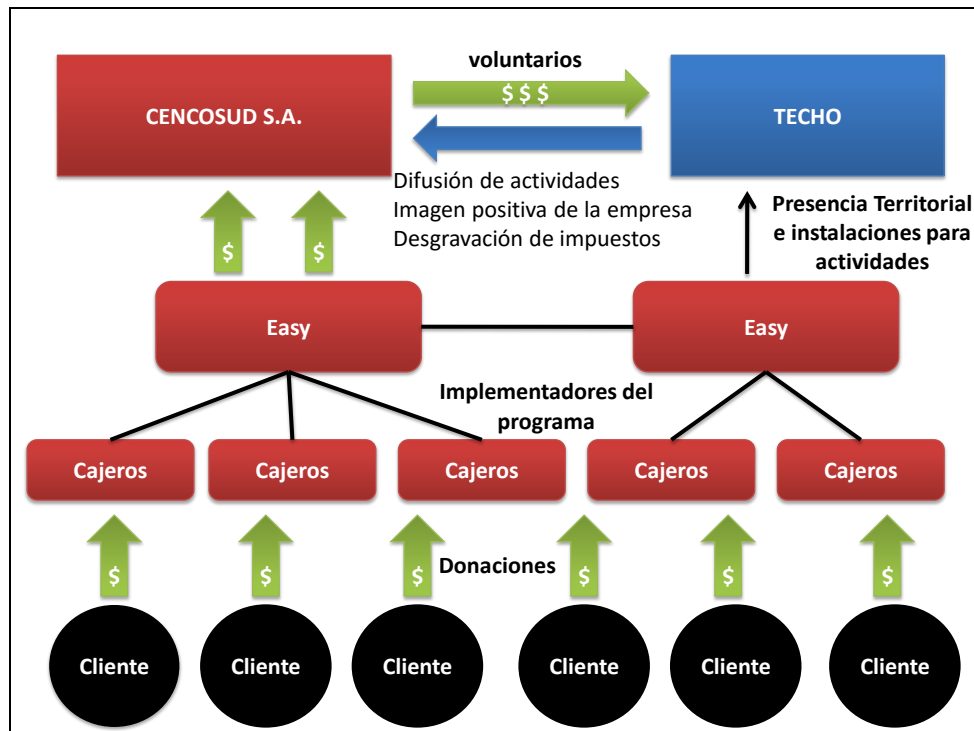 voluntarios
CENCOSUD S.A.
$ $ $
TECHO
Difusión de actividades
Imagen positiva de la empresa
Desgravación de impuestos
Presencia Territorial
e instalaciones para
actividades
$
$
Easy
Easy
Implementadores del
programa
Cajeros
Cajeros
Cajeros
Cajeros
Cajeros
Donaciones
$
$
$
$
$
$
Cliente
Cliente
Cliente
Cliente
Cliente
Cliente